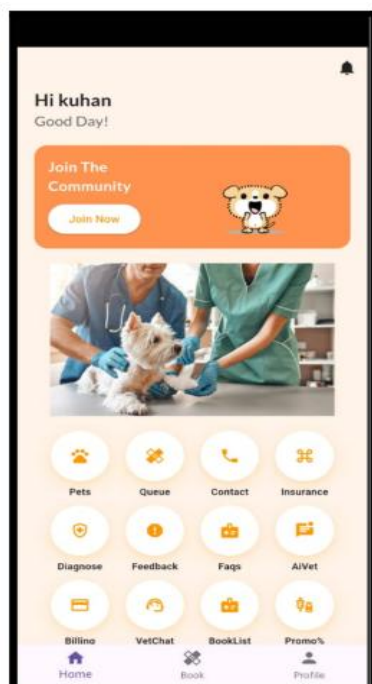 Hi kuhan
Good Day!
Join The
Community
Join Now
Pets Queue Contact Insurance
Diagnose Feedback Faqs AiVet
Billing VetChat BookList Promo%
Home Book Profile